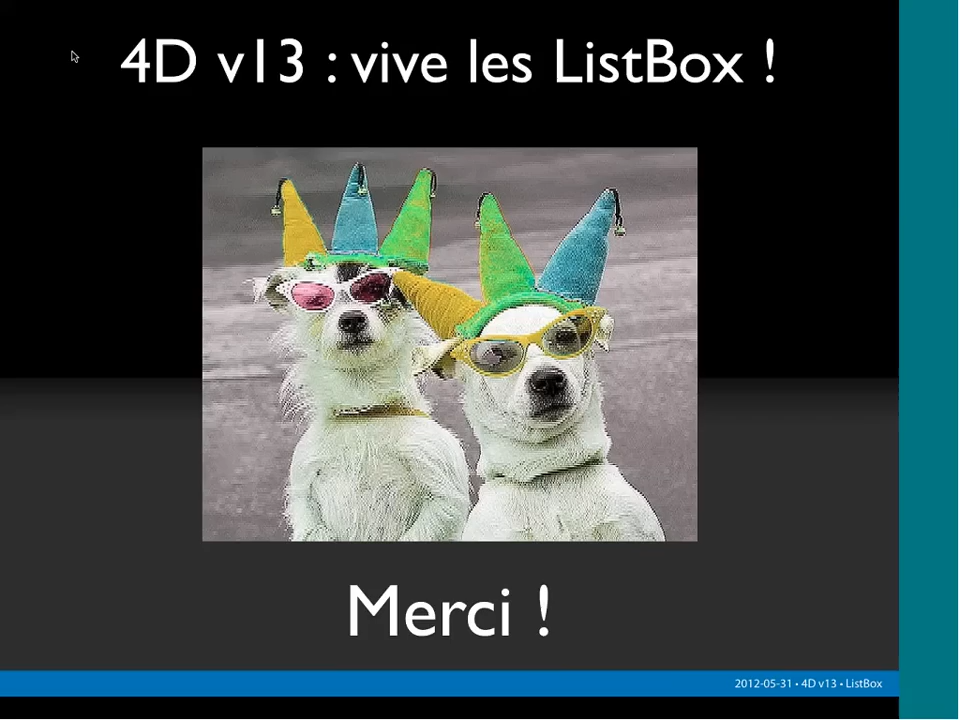 4D v13 : vive les ListBox !
Merci !
2012-05-31 • 4D v13 • ListBox